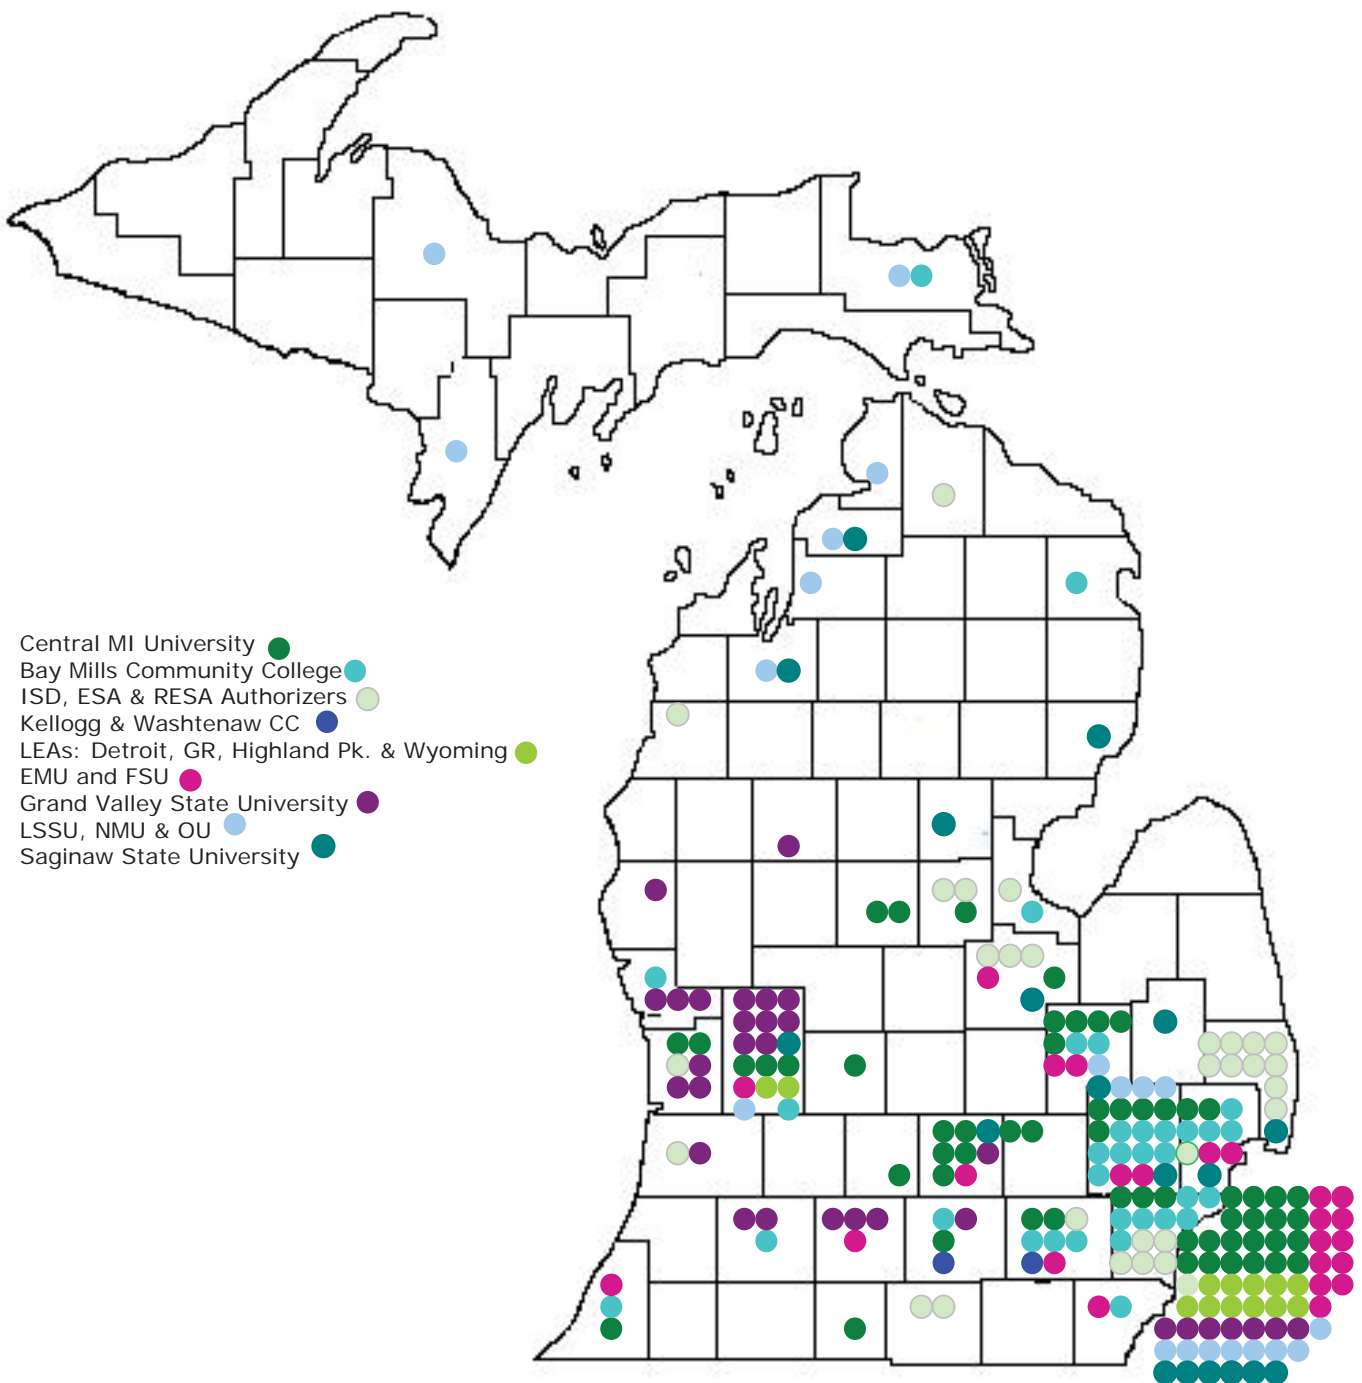 Central MI University
Bay Mills Community College
ISD, ESA & RESA Authorizers
Kellogg & Washtenaw CC
LEAs: Detroit, GR, Highland Pk. & Wyoming
EMU and FSU
Grand Valley State University
LSSU, NMU & OU
Saginaw State University